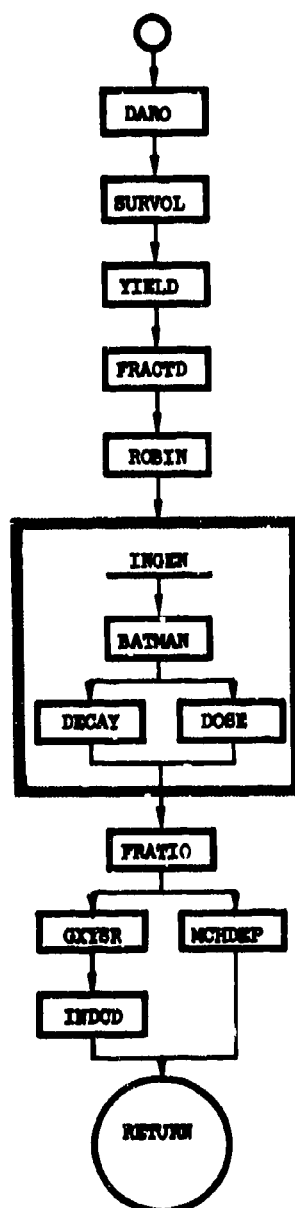 DARO
SURVOL
YIELD
FRACTD
ROBIN
INGEN
BATMAN
DECAY DOSE
FRATIO
GXYSR MCHDEP
INDCD
RETURN